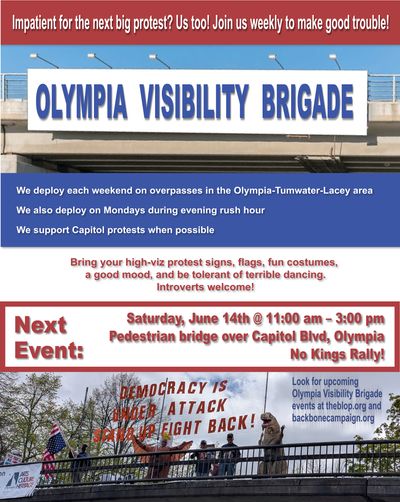 Impatient for the next big protest? Us too! Join us weekly to make good trouble!
OLYMPIA VISIBILITY BRIGADE
We deploy each weekend on overpasses in the Olympia-Tumwater-Lacey area
We also deploy on Mondays during evening rush hour
We support Capitol protests when possible
Bring your high-viz protest signs, flags, fun costumes,
a good mood, and be tolerant of terrible dancing.
Introverts welcome!
Next
Event:
Saturday, June 14th @ 11:00 am – 3:00 pm
Pedestrian bridge over Capitol Blvd, Olympia
No Kings Rally!
DEMOCRACY IS
UNDER ATTACK
STAND UP FIGHT BACK!
Look for upcoming
Olympia Visibility Brigade
events at theblop.org and
backbonecampaign.org